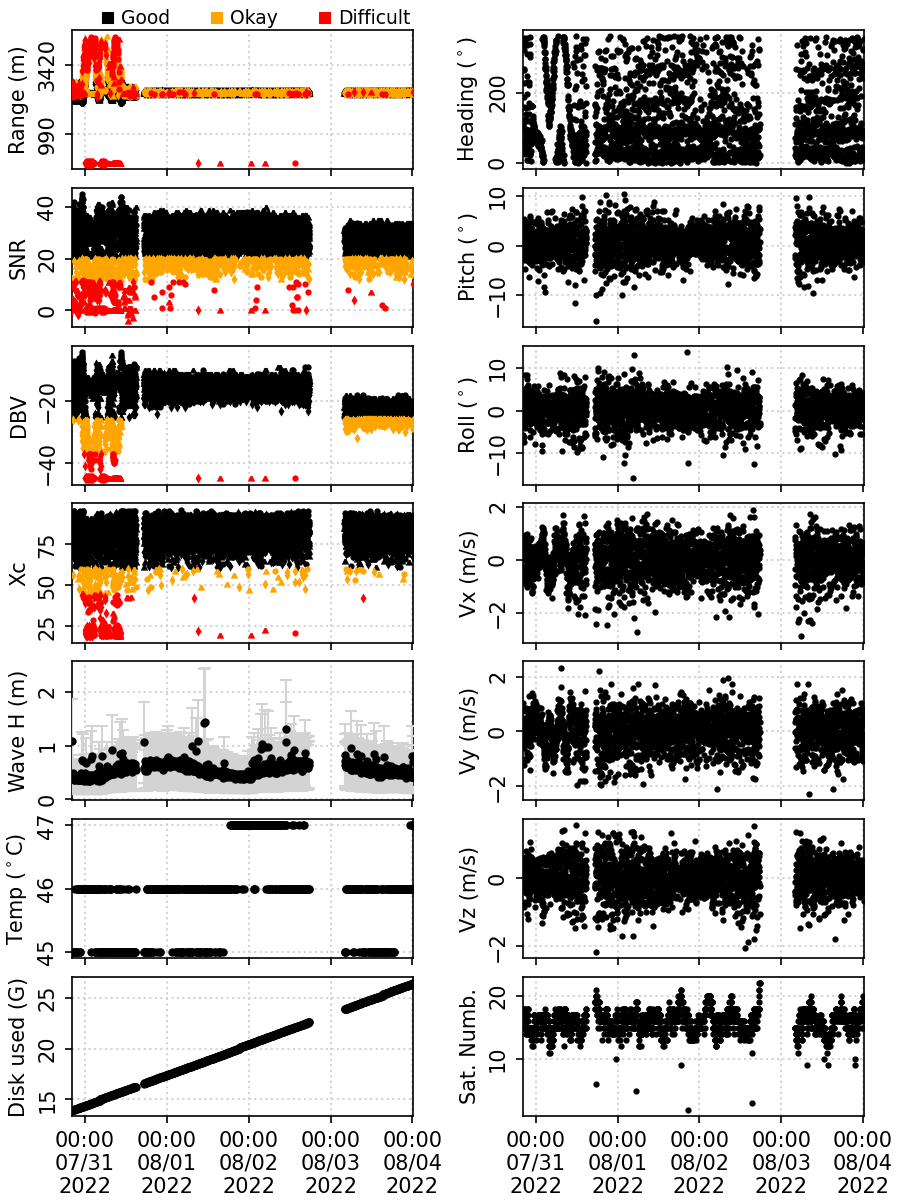 Good Okay Difficult
Range (m)
3420
990
Heading (°)
200
0
SNR
40
20
0
Pitch (°)
10
0
−10
DBV
−20
−40
Roll (°)
10
0
−10
Xc
75
50
25
Vx (m/s)
2
0
−2
Wave H (m)
2
1
0
Vy (m/s)
2
0
−2
Temp (°C)
47
46
45
Vz (m/s)
0
−2
Disk used (G)
25
20
15
Sat. Numb.
20
10
00:00 00:00 00:00 00:00 00:00
07/31 08/01 08/02 08/03 08/04
2022 2022 2022 2022 2022
00:00 00:00 00:00 00:00 00:00
07/31 08/01 08/02 08/03 08/04
2022 2022 2022 2022 2022